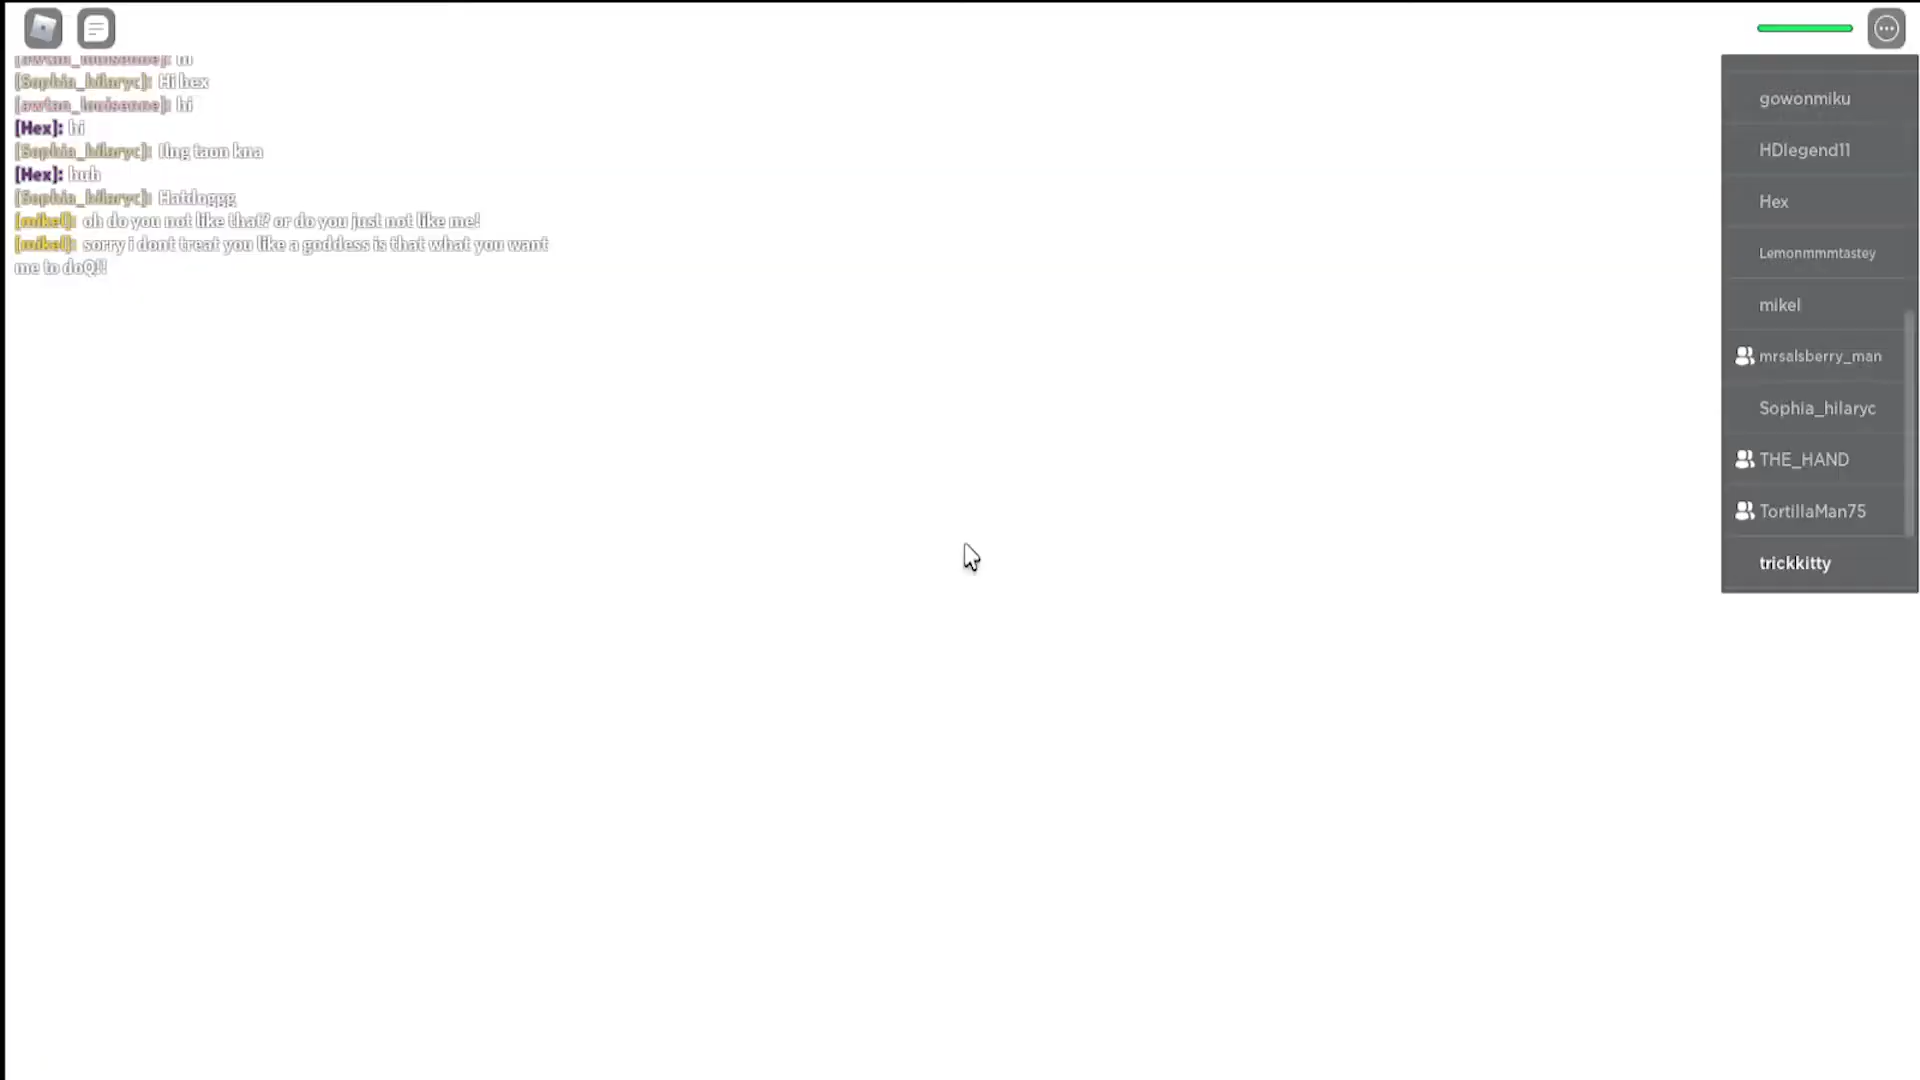 hi
[Sophia_hilaryc]: Hi hex
[awtan_louisenne]: hi
[Hex]: hi
[Sophia_hilaryc]: Ilng taon kna
[Hex]: huh
[Sophia_hilaryc]: Hatdoggg
[mikel]: oh do you not like that? or do you just not like me!
[mikel]: sorry i dont treat you like a goddess is that what you want
me to doQ!!
gowonmiku
HDlegend11
Hex
Lemonmmmtastey
mikel
mrsalsberry_man
Sophia_hilaryc
THE_HAND
TortillaMan75
trickkitty